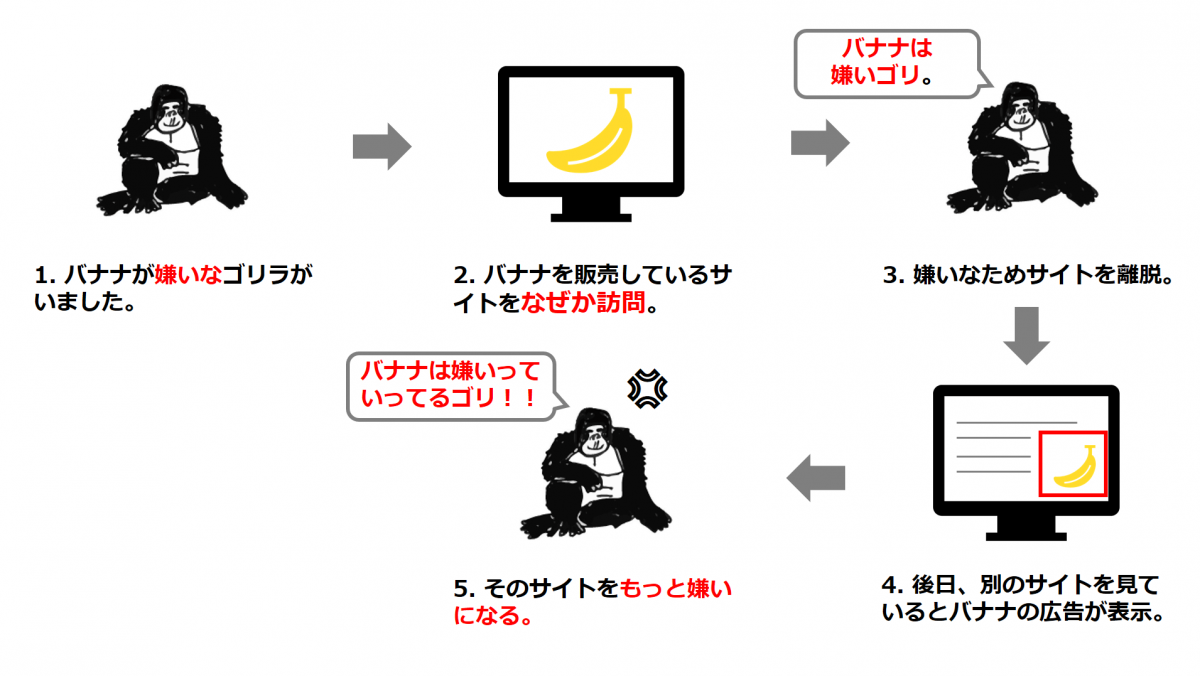 1. バナナが嫌いなゴリラが
いました。
2. バナナを販売しているサ
イトをなぜか訪問。
バナナは
嫌いゴリ。
3. 嫌いなためサイトを離脱。
4. 後日、別のサイトを見て
いるとバナナの広告が表示。
バナナは嫌いって
いってるゴリ！！
5. そのサイトをもっと嫌い
になる。